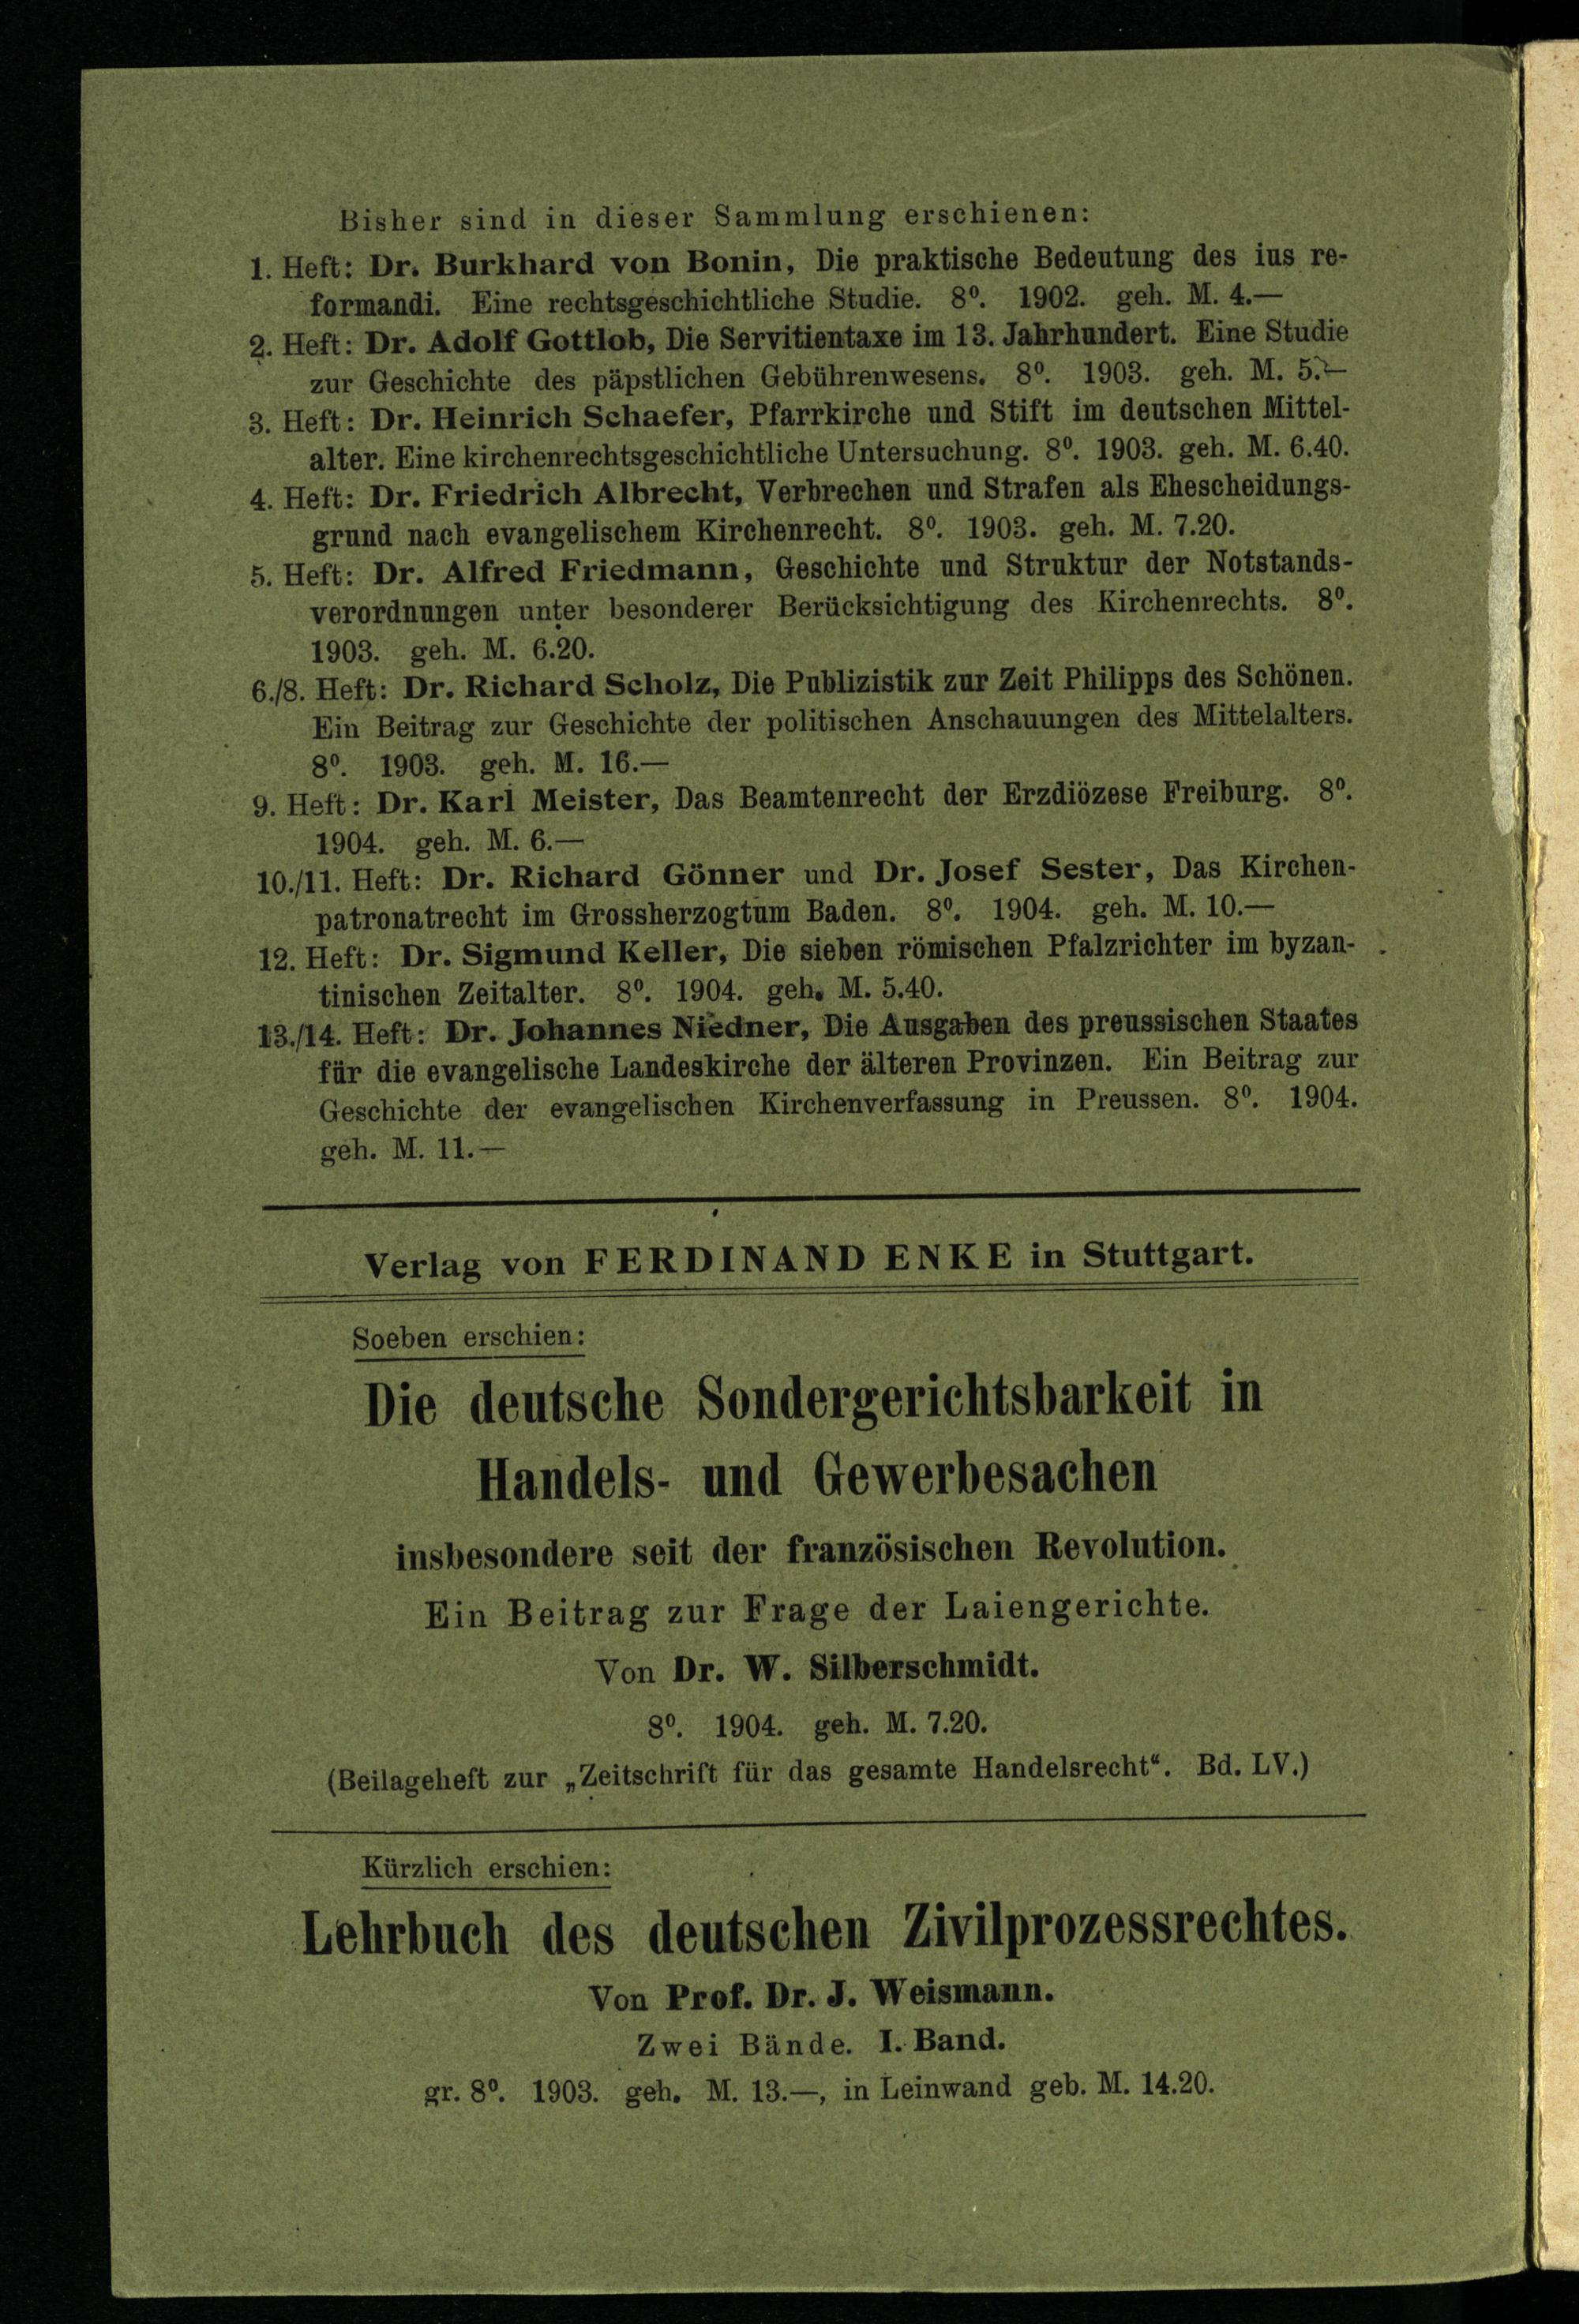 Bisher sind in dieser Sammlung erschienen:
1. Heft: Dr. Burkhard von Bonin, Die praktische Bedeutung des ius re-
formandi. Eine rechtsgeschichtliche Studie. 8⁰. 1902. geh. M. 4.—
2. Heft: Dr. Adolf Gottlob, Die Servitientaxe im 13. Jahrhundert. Eine Studie
zur Geschichte des päpstlichen Gebührenwesens. 8⁰. 1903. geh. M. 5.—
3. Heft: Dr. Heinrich Schaefer, Pfarrkirche und Stift im deutschen Mittel-
alter. Eine kirchenrechtsgeschichtliche Untersuchung. 8⁰. 1903. geh. M. 6.40.
4. Heft: Dr. Friedrich Albrecht, Verbrechen und Strafen als Ehescheidungs-
grund nach evangelischem Kirchenrecht. 8⁰. 1903. geh. M. 7.20.
5. Heft: Dr. Alfred Friedmann, Geschichte und Struktur der Notstands-
verordnungen unter besonderer Berücksichtigung des Kirchenrechts. 8⁰.
1903. geh. M. 6.20.
6./8. Heft: Dr. Richard Scholz, Die Publizistik zur Zeit Philipps des Schönen.
Ein Beitrag zur Geschichte der politischen Anschauungen des Mittelalters.
8⁰. 1903. geh. M. 16.—
9. Heft: Dr. Karl Meister, Das Beamtenrecht der Erzdiözese Freiburg. 8⁰.
1904. geh. M. 6.—
10./11. Heft: Dr. Richard Gönner und Dr. Josef Sester, Das Kirchen-
patronatrecht im Grossherzogtum Baden. 8⁰. 1904. geh. M. 10.—
12. Heft: Dr. Sigmund Keller, Die sieben römischen Pfalzrichter im byzan-
tinischen Zeitalter. 8⁰. 1904. geh. M. 5.40.
13./14. Heft: Dr. Johannes Niedner, Die Ausgaben des preussischen Staates
für die evangelische Landeskirche der älteren Provinzen. Ein Beitrag zur
Geschichte der evangelischen Kirchenverfassung in Preussen. 8⁰. 1904.
geh. M. 11.—
Verlag von FERDINAND ENKE in Stuttgart.
Soeben erschien:
Die deutsche Sondergerichtsbarkeit in
Handels- und Gewerbesachen
insbesondere seit der französischen Revolution.
Ein Beitrag zur Frage der Laiengerichte.
Von Dr. W. Silberschmidt.
8⁰. 1904. geh. M. 7.20.
(Beilageheft zur „Zeitschrift für das gesamte Handelsrecht“. Bd. LV.)
Kürzlich erschien:
Lehrbuch des deutschen Zivilprozessrechtes.
Von Prof. Dr. J. Weismann.
Zwei Bände. I. Band.
gr. 8⁰. 1903. geh. M. 13.—, in Leinwand geb. M. 14.20.